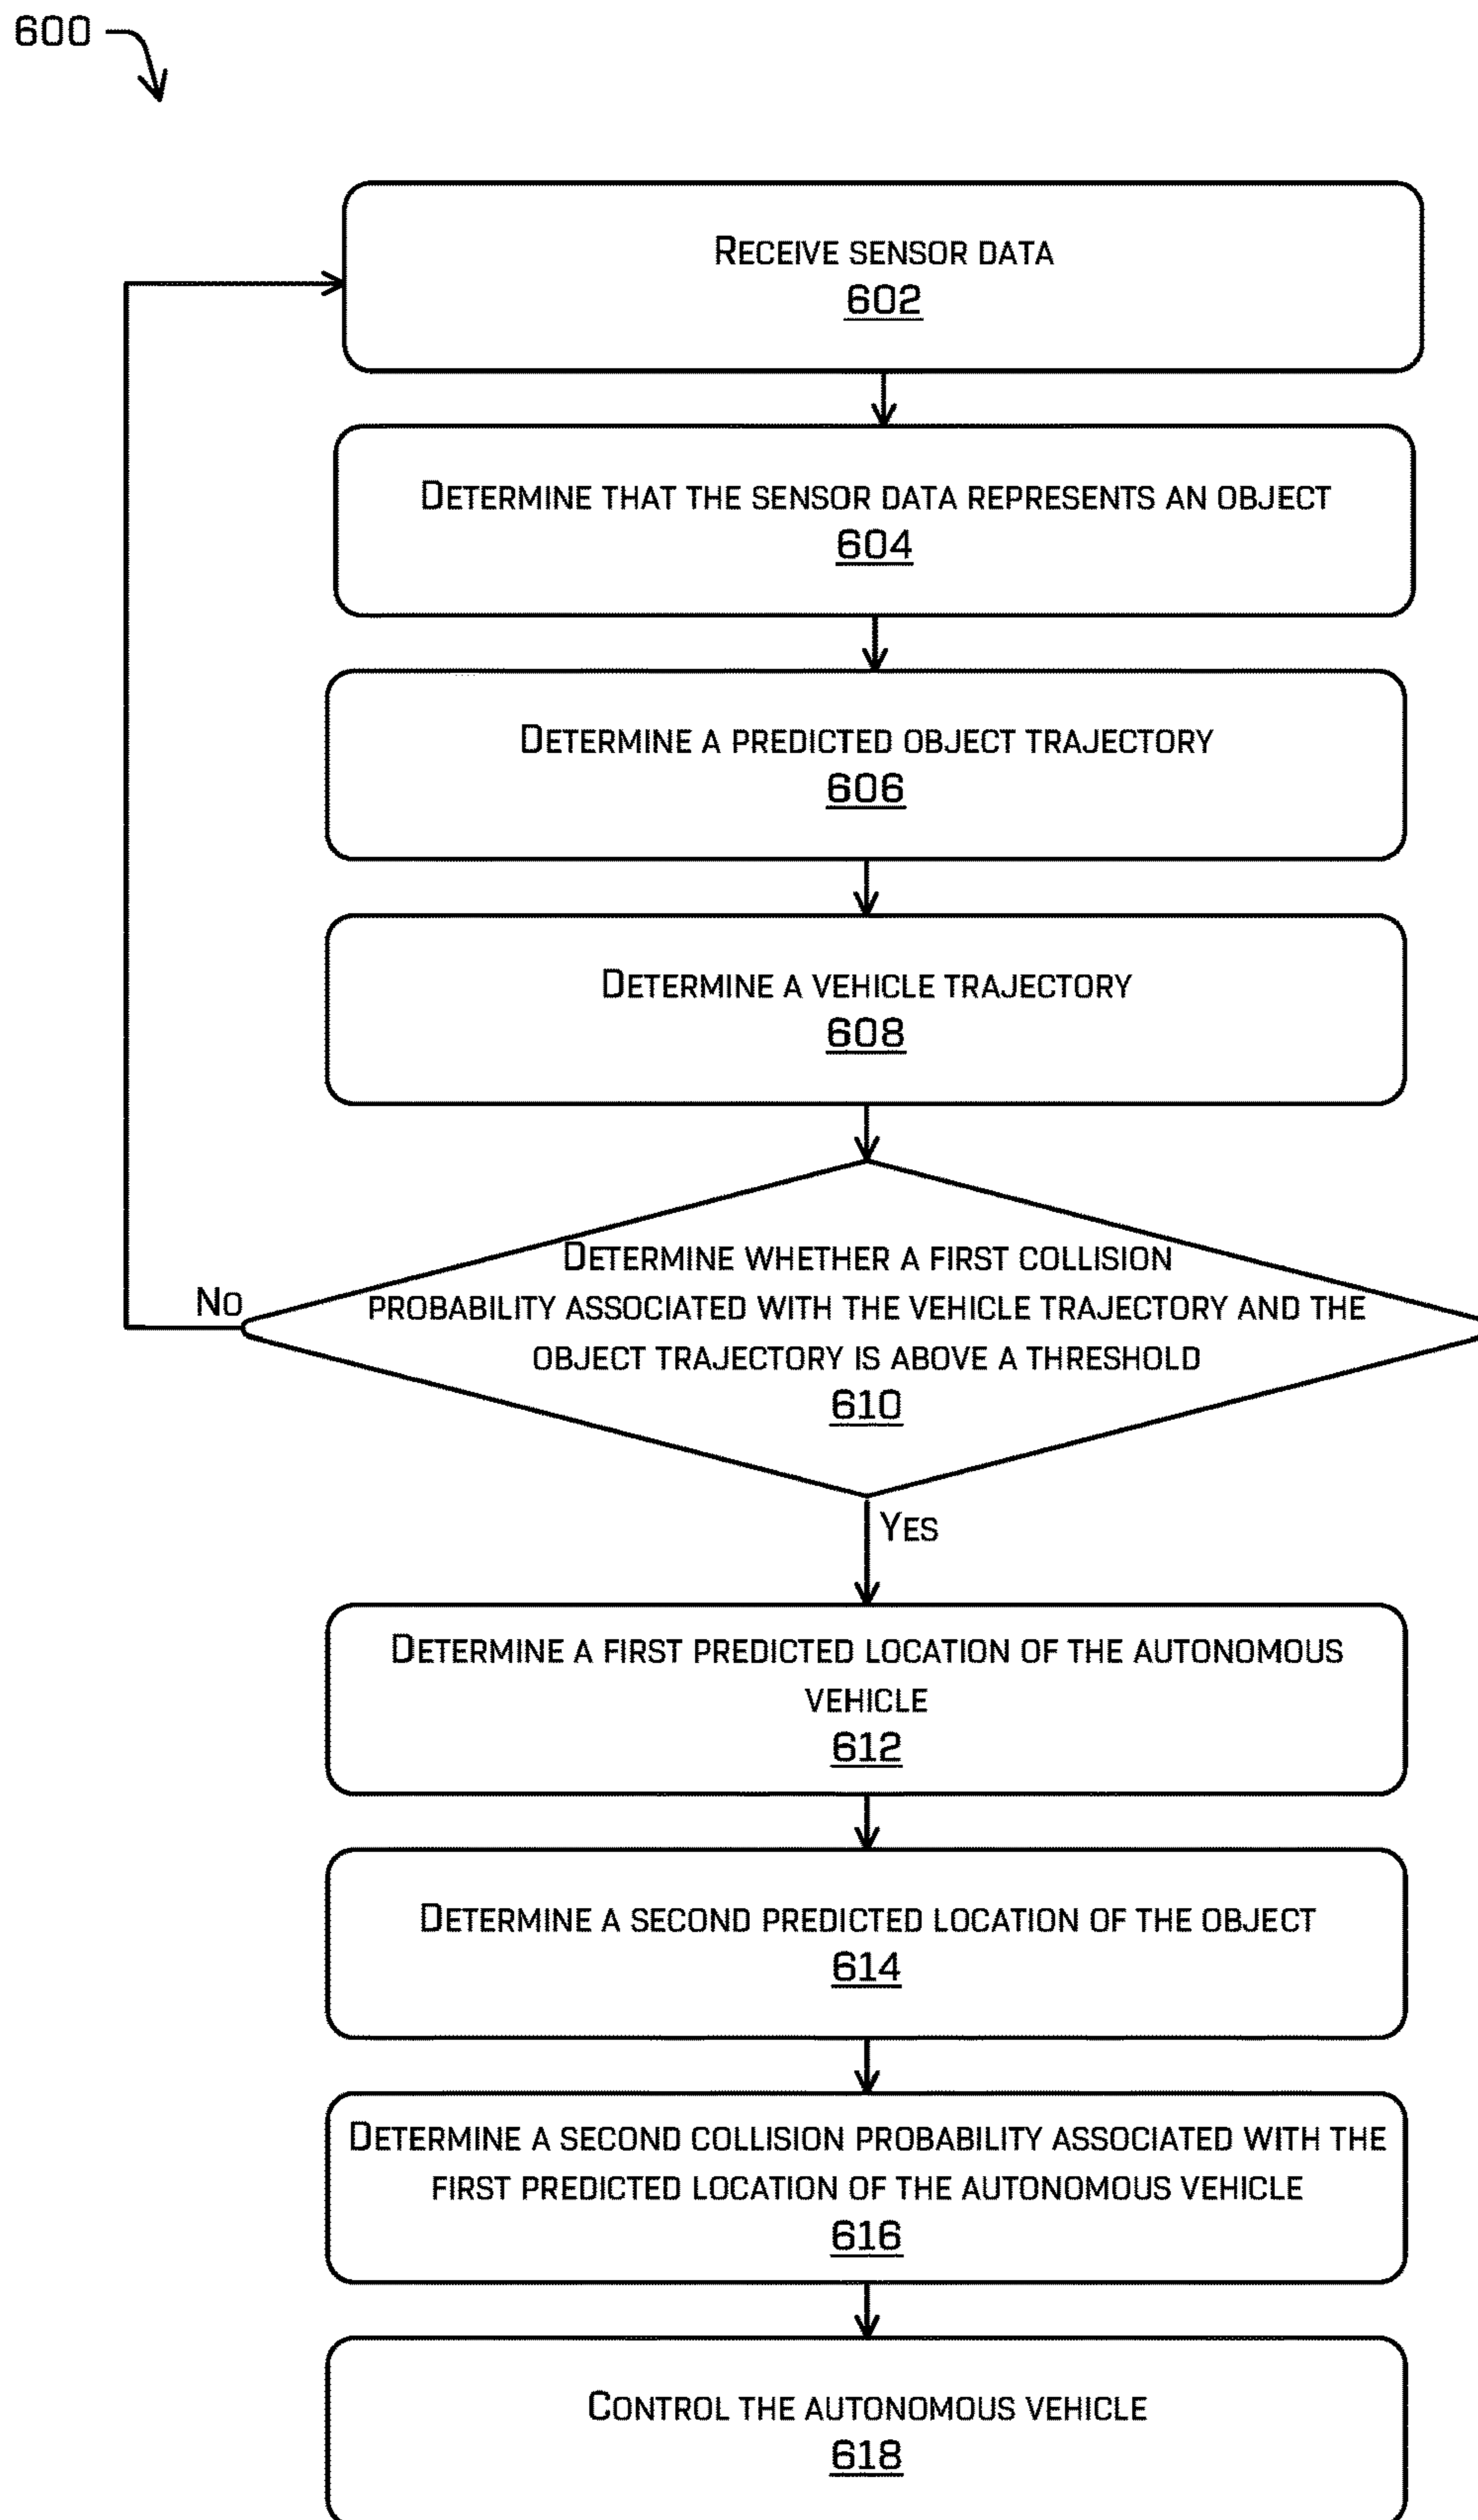 600
RECEIVE SENSOR DATA
602
DETERMINE THAT THE SENSOR DATA REPRESENTS AN OBJECT
604
DETERMINE A PREDICTED OBJECT TRAJECTORY
606
DETERMINE A VEHICLE TRAJECTORY
608
DETERMINE WHETHER A FIRST COLLISION
PROBABILITY ASSOCIATED WITH THE VEHICLE TRAJECTORY AND THE
OBJECT TRAJECTORY IS ABOVE A THRESHOLD
610
NO
YES
DETERMINE A FIRST PREDICTED LOCATION OF THE AUTONOMOUS
VEHICLE
612
DETERMINE A SECOND PREDICTED LOCATION OF THE OBJECT
614
DETERMINE A SECOND COLLISION PROBABILITY ASSOCIATED WITH THE
FIRST PREDICTED LOCATION OF THE AUTONOMOUS VEHICLE
616
CONTROL THE AUTONOMOUS VEHICLE
618